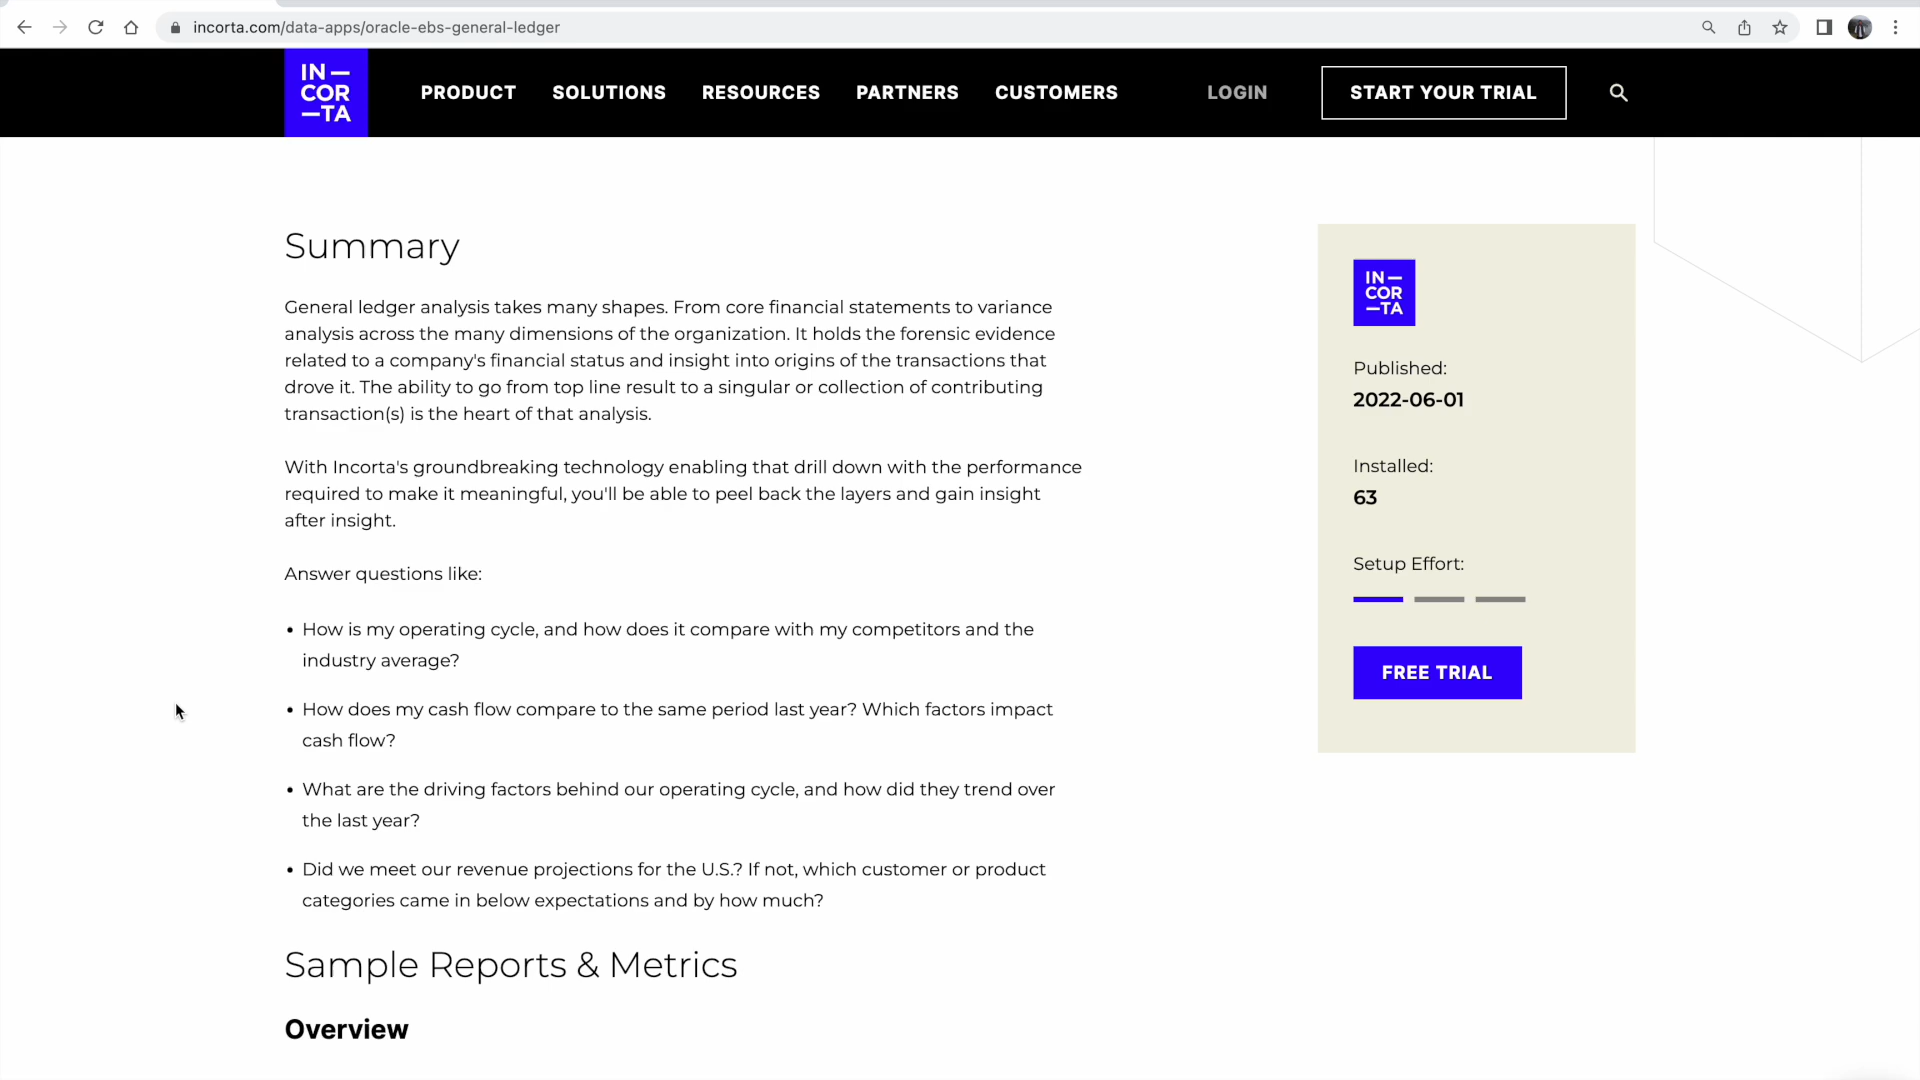 incorta.com/data-apps/oracle-ebs-general-ledger
IN
COR
TA
PRODUCT SOLUTIONS RESOURCES PARTNERS CUSTOMERS LOGIN START YOUR TRIAL
Summary
General ledger analysis takes many shapes. From core financial statements to variance
analysis across the many dimensions of the organization. It holds the forensic evidence
related to a company's financial status and insight into origins of the transactions that
drove it. The ability to go from top line result to a singular or collection of contributing
transaction(s) is the heart of that analysis.
With Incorta's groundbreaking technology enabling that drill down with the performance
required to make it meaningful, you'll be able to peel back the layers and gain insight
after insight.
Answer questions like:
• How is my operating cycle, and how does it compare with my competitors and the
industry average?
• How does my cash flow compare to the same period last year? Which factors impact
cash flow?
• What are the driving factors behind our operating cycle, and how did they trend over
the last year?
• Did we meet our revenue projections for the U.S.? If not, which customer or product
categories came in below expectations and by how much?
Sample Reports & Metrics
Overview
IN
COR
TA
Published:
2022-06-01
Installed:
63
Setup Effort:
FREE TRIAL